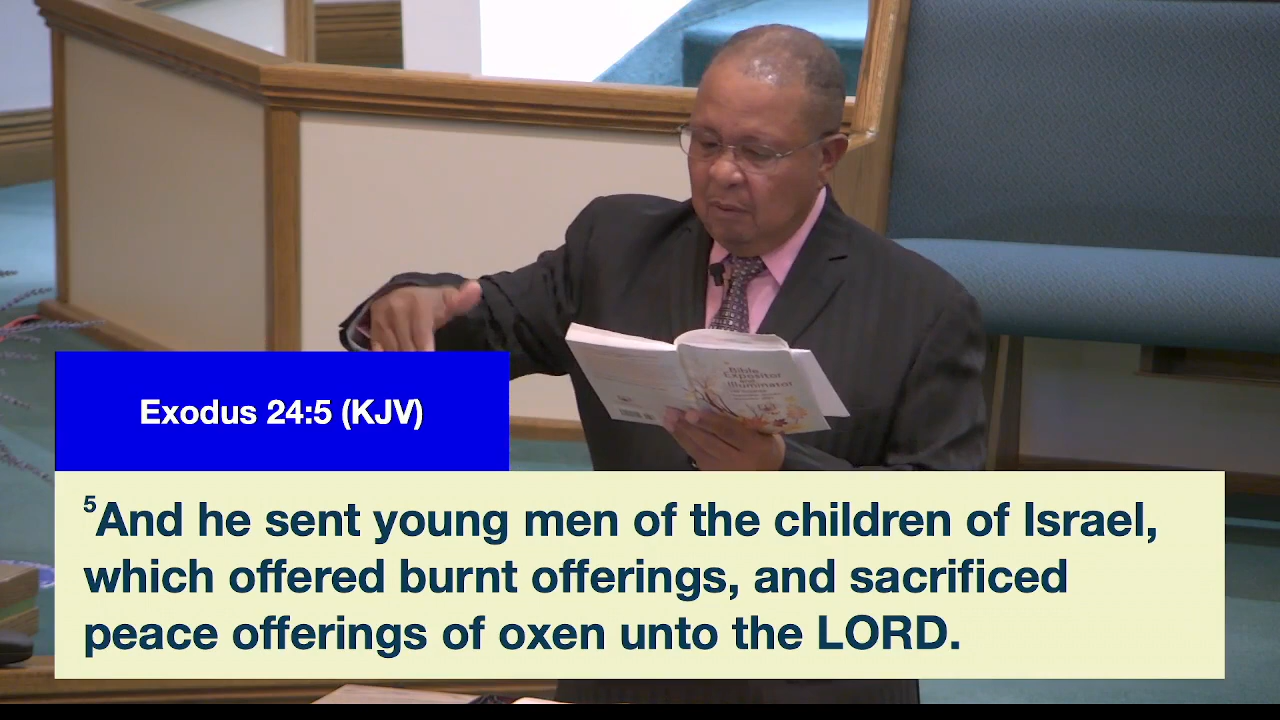 Bible
Expositor
and
Illuminator
Exodus 24:5 (KJV)
5And he sent young men of the children of Israel,
which offered burnt offerings, and sacrificed
peace offerings of oxen unto the LORD.